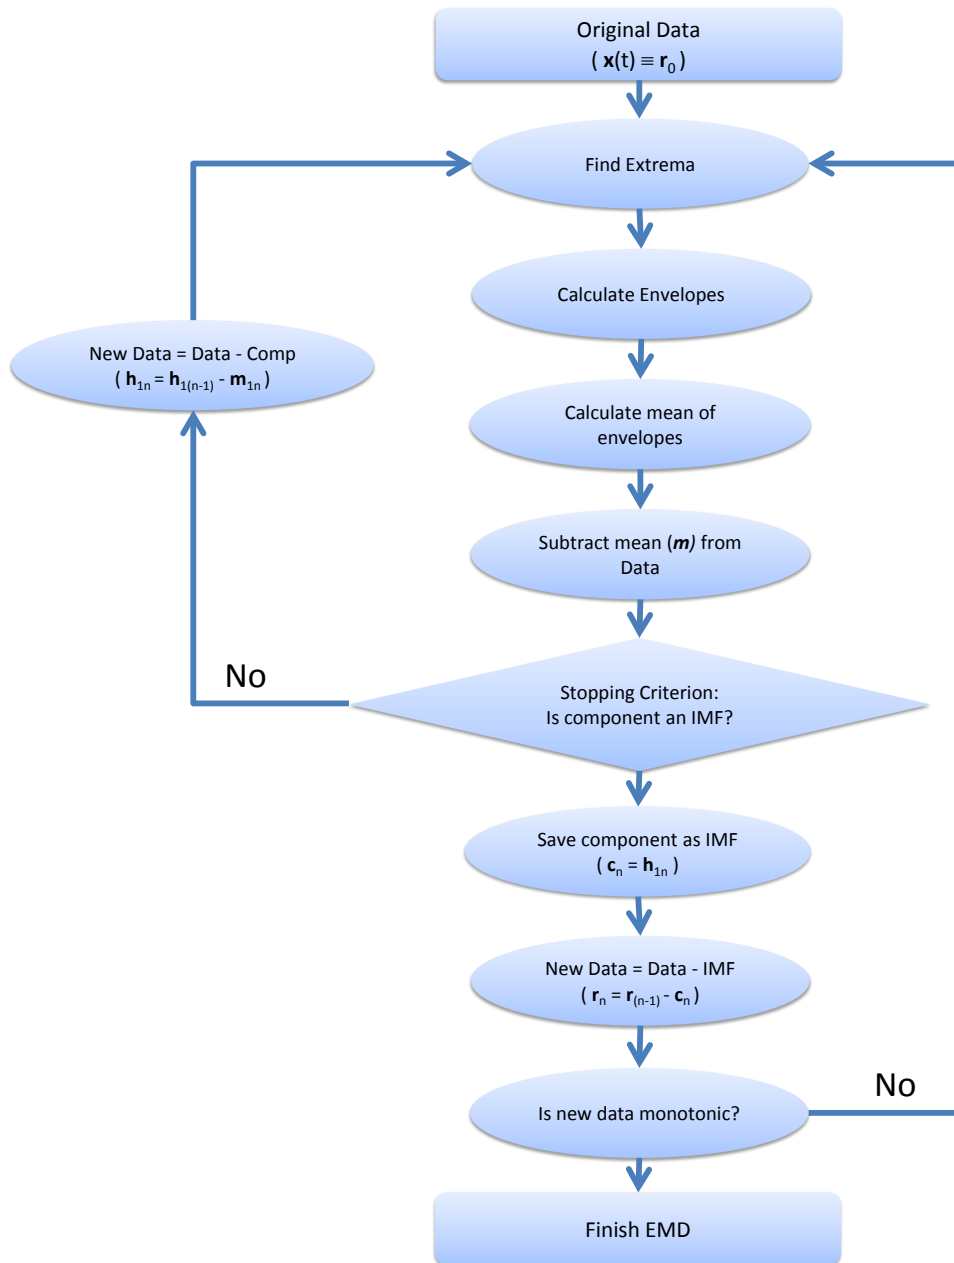 Original Data
( x(t) ≡ r₀ )
Find Extrema
Calculate Envelopes
New Data = Data - Comp
( h₁ₙ = h₁₍ₙ₋₁₎ - m₁ₙ )
Calculate mean of
envelopes
Subtract mean (m) from
Data
No
Stopping Criterion:
Is component an IMF?
Save component as IMF
( cₙ = h₁ₙ )
New Data = Data - IMF
( rₙ = r₍ₙ₋₁₎ - cₙ )
No
Is new data monotonic?
Finish EMD